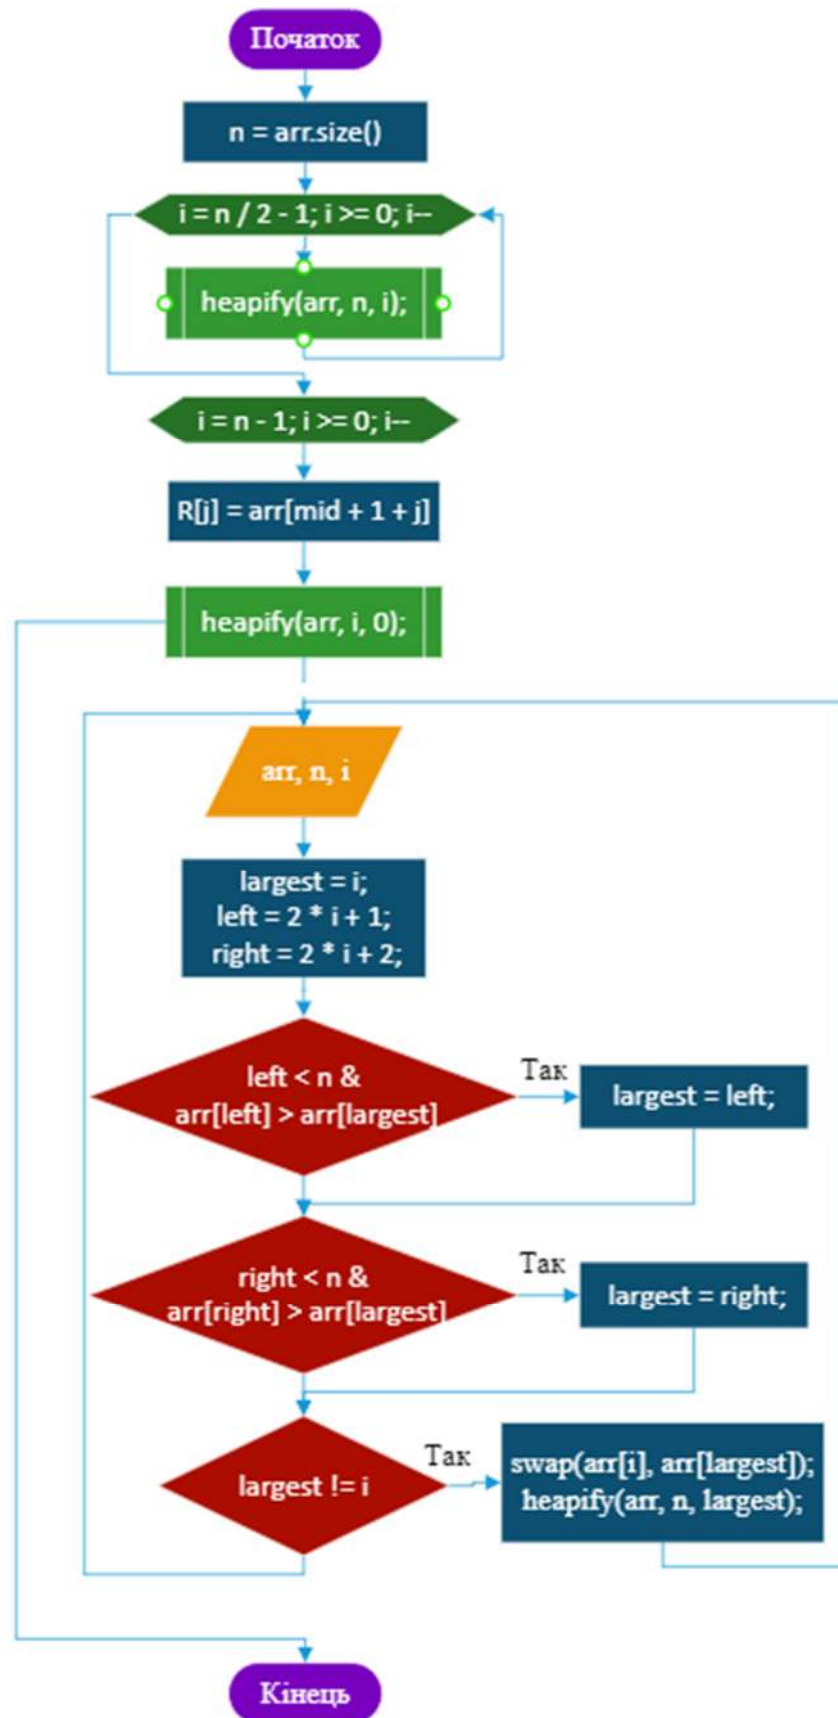 Початок
n = arr.size()
i = n / 2 - 1; i >= 0; i--
heapify(arr, n, i);
i = n - 1; i >= 0; i--
R[j] = arr[mid + 1 + j]
heapify(arr, i, 0);
arr, n, i
largest = i;
left = 2 * i + 1;
right = 2 * i + 2;
left < n &
arr[left] > arr[largest]
Так
largest = left;
right < n &
arr[right] > arr[largest]
Так
largest = right;
largest != i
Так
swap(arr[i], arr[largest]);
heapify(arr, n, largest);
Кінець